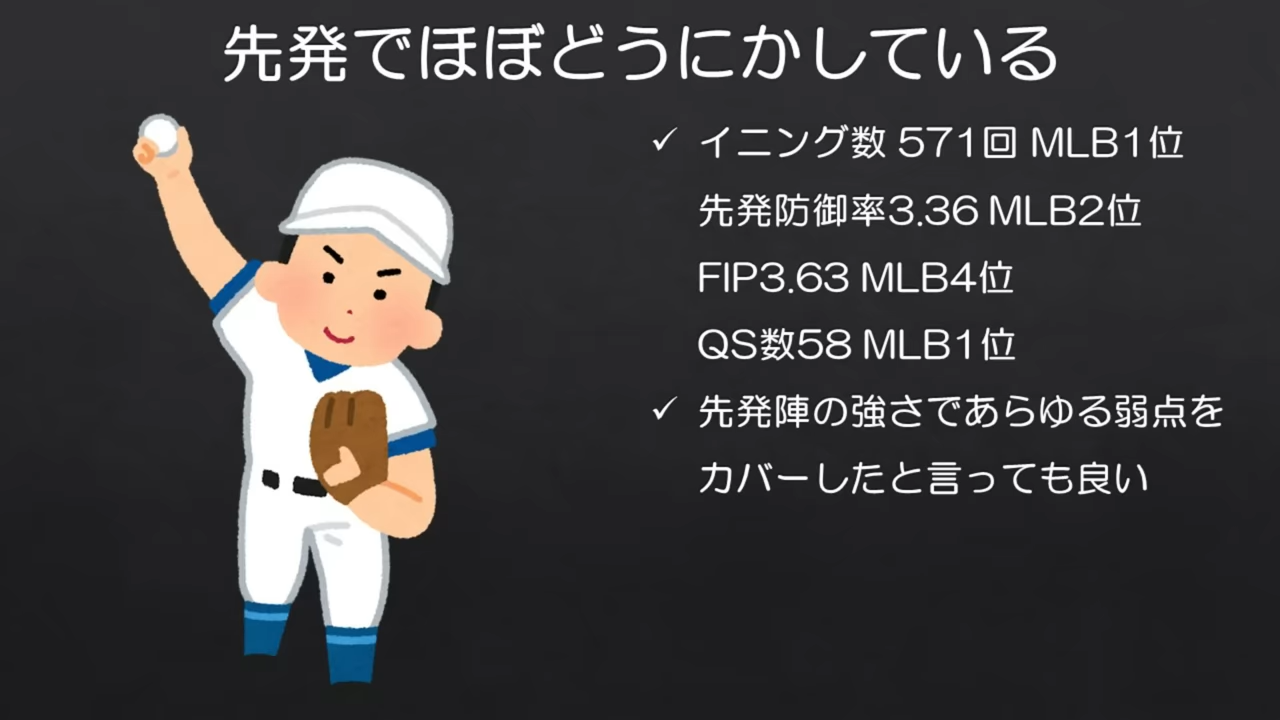 先発でほぼどうにかしている
✓ イニング数 571回 MLB1位
先発防御率3.36 MLB2位
FIP3.63 MLB4位
QS数58 MLB1位
✓ 先発陣の強さであらゆる弱点を
カバーしたと言っても良い